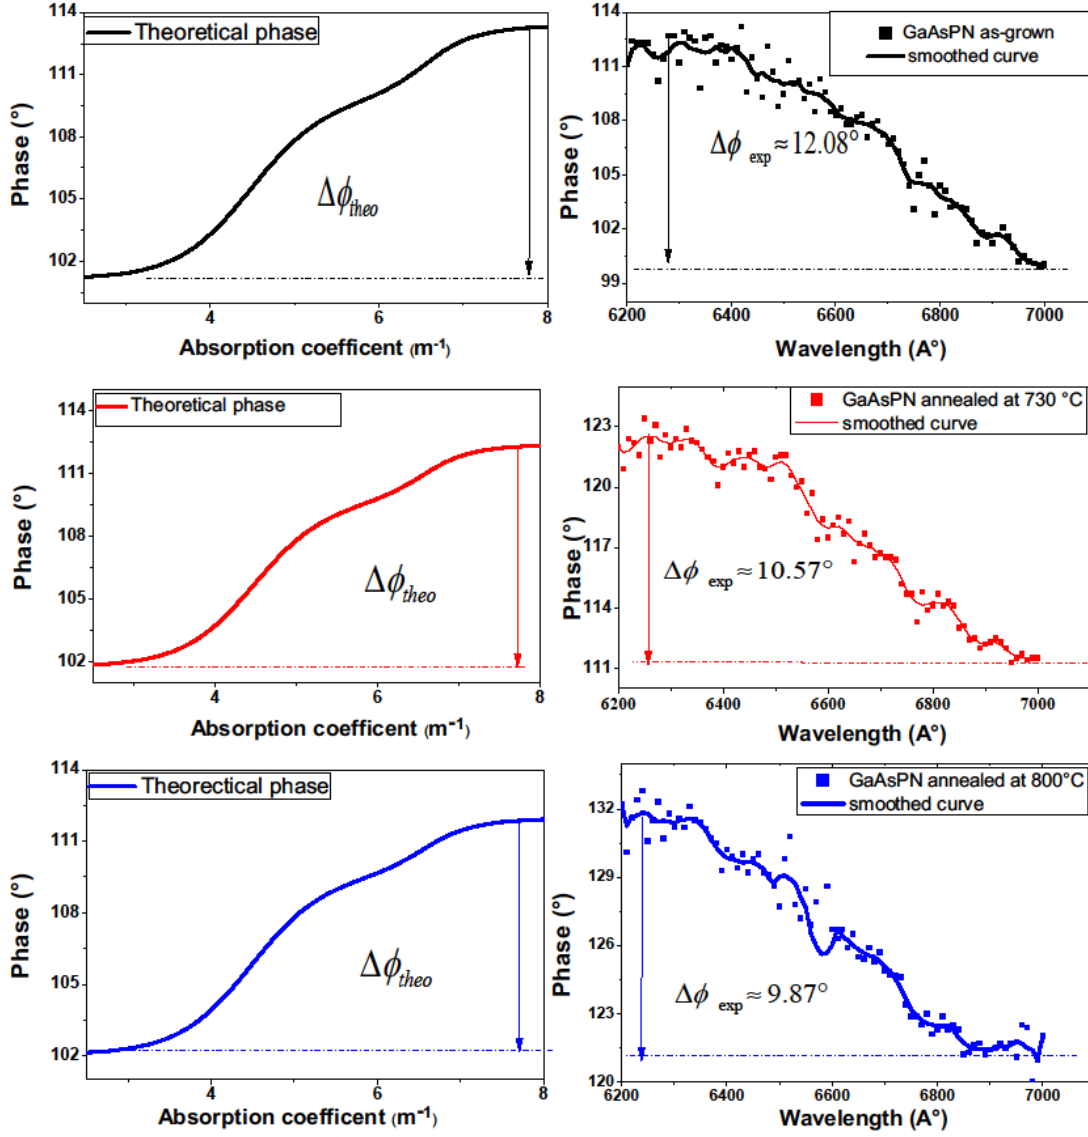 Theoretical phase
114
111
108
105
102
4
6
8
Phase (°)
Δϕtheo
Absorption coefficent (m⁻¹)
GaAsPN as-grown
smoothed curve
114
111
108
105
102
99
6200
6400
6600
6800
7000
Phase (°)
Δϕ exp ≈ 12.08°
Wavelength (A°)
Theoretical phase
114
111
108
105
102
4
6
8
Phase (°)
Δϕtheo
Absorption coefficent (m⁻¹)
GaAsPN annealed at 730 °C
smoothed curve
123
120
117
114
111
6200
6400
6600
6800
7000
Phase (°)
Δϕ exp ≈ 10.57°
Wavelength (A°)
Theorectical phase
114
111
108
105
102
4
6
8
Phase (°)
Δϕtheo
Absorption coefficent (m⁻¹)
GaAsPN annealed at 800°C
smoothed curve
132
129
126
123
120
6200
6400
6600
6800
7000
Phase (°)
Δϕ exp ≈ 9.87°
Wavelength (A°)